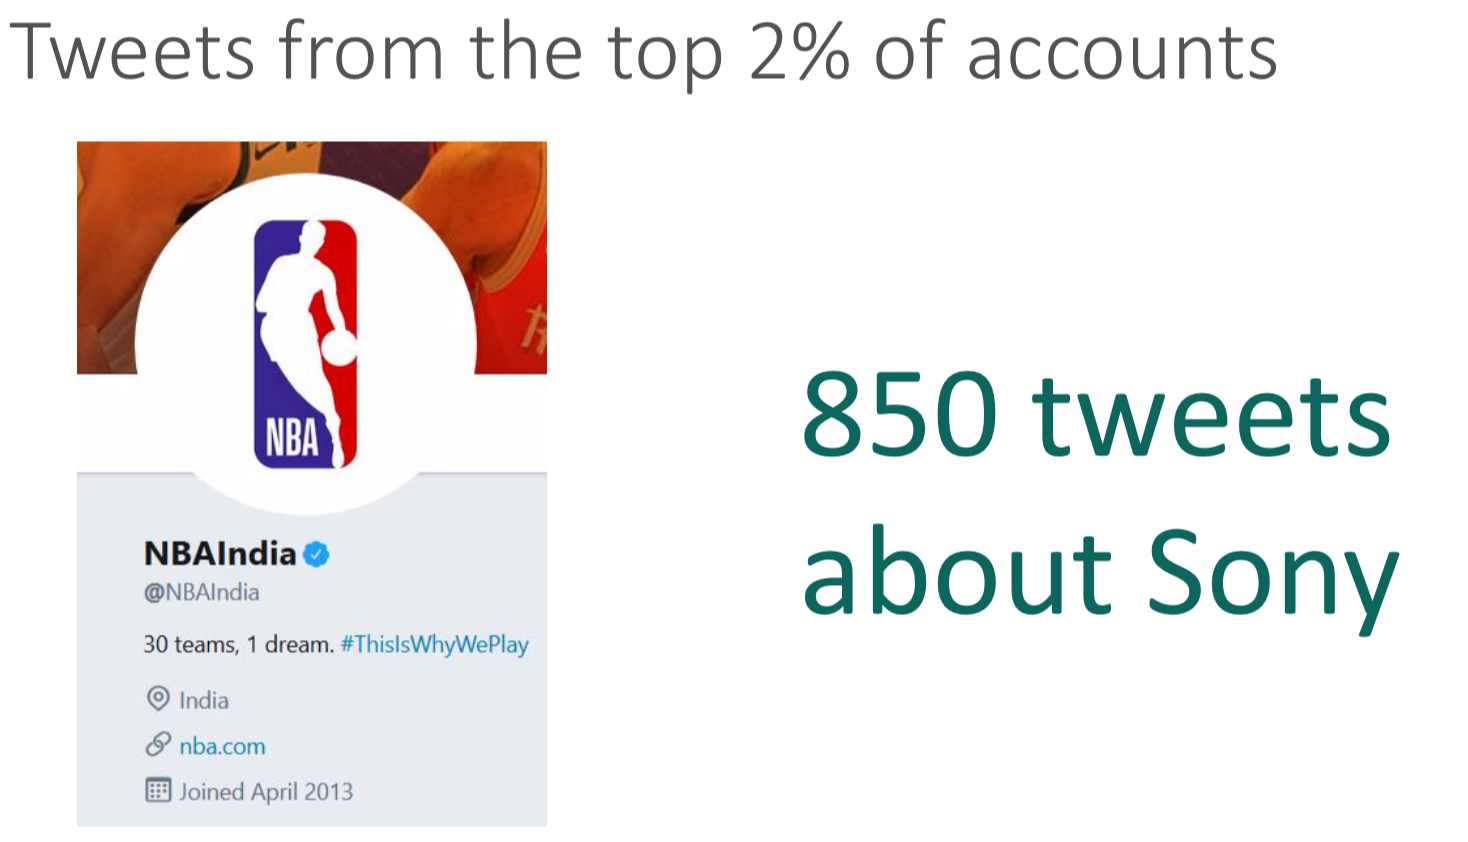 Tweets from the top 2% of accounts
NBA
NBAIndia
@NBAIndia
30 teams, 1 dream. #ThisIsWhyWePlay
India
nba.com
Joined April 2013
850 tweets
about Sony